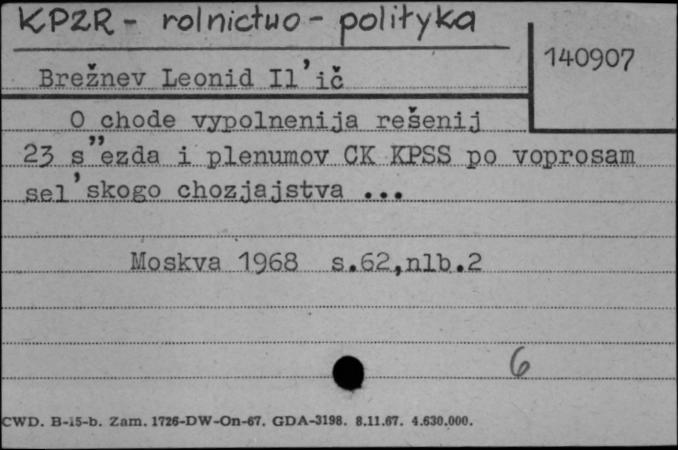 KPZR - rolnictwo - polityka
140907
Brežnev Leonid Il'ič
O chode vypolnenija rešenij
23 s"ezda i plenumov CK KPSS po voprosam
sel'skogo chozjajstva ...
Moskva 1968 s.62,nlb.2
6
CWD. B-15-b. Zam. 1726-DW-On-67. GDA-3198. 8.11.67. 4.630.000.